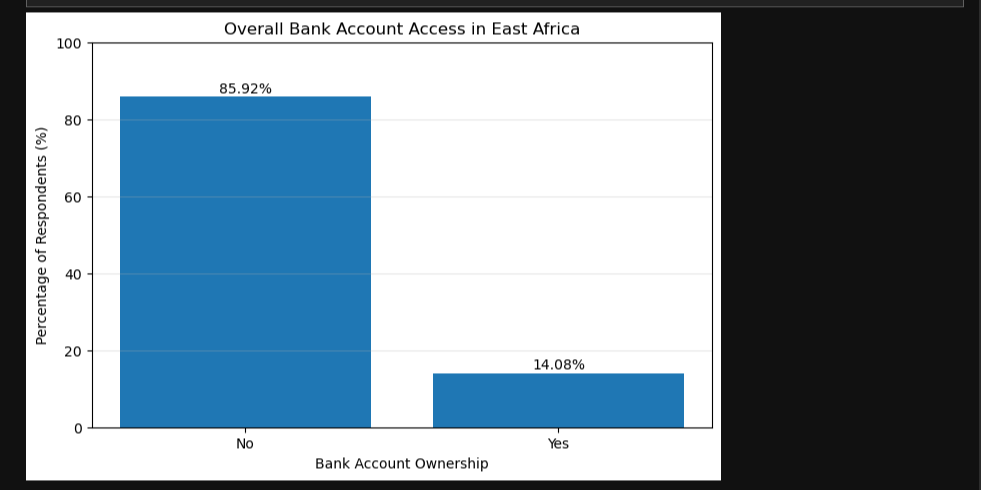 Overall Bank Account Access in East Africa
100
80
60
40
20
0
Percentage of Respondents (%)
85.92%
14.08%
No
Yes
Bank Account Ownership